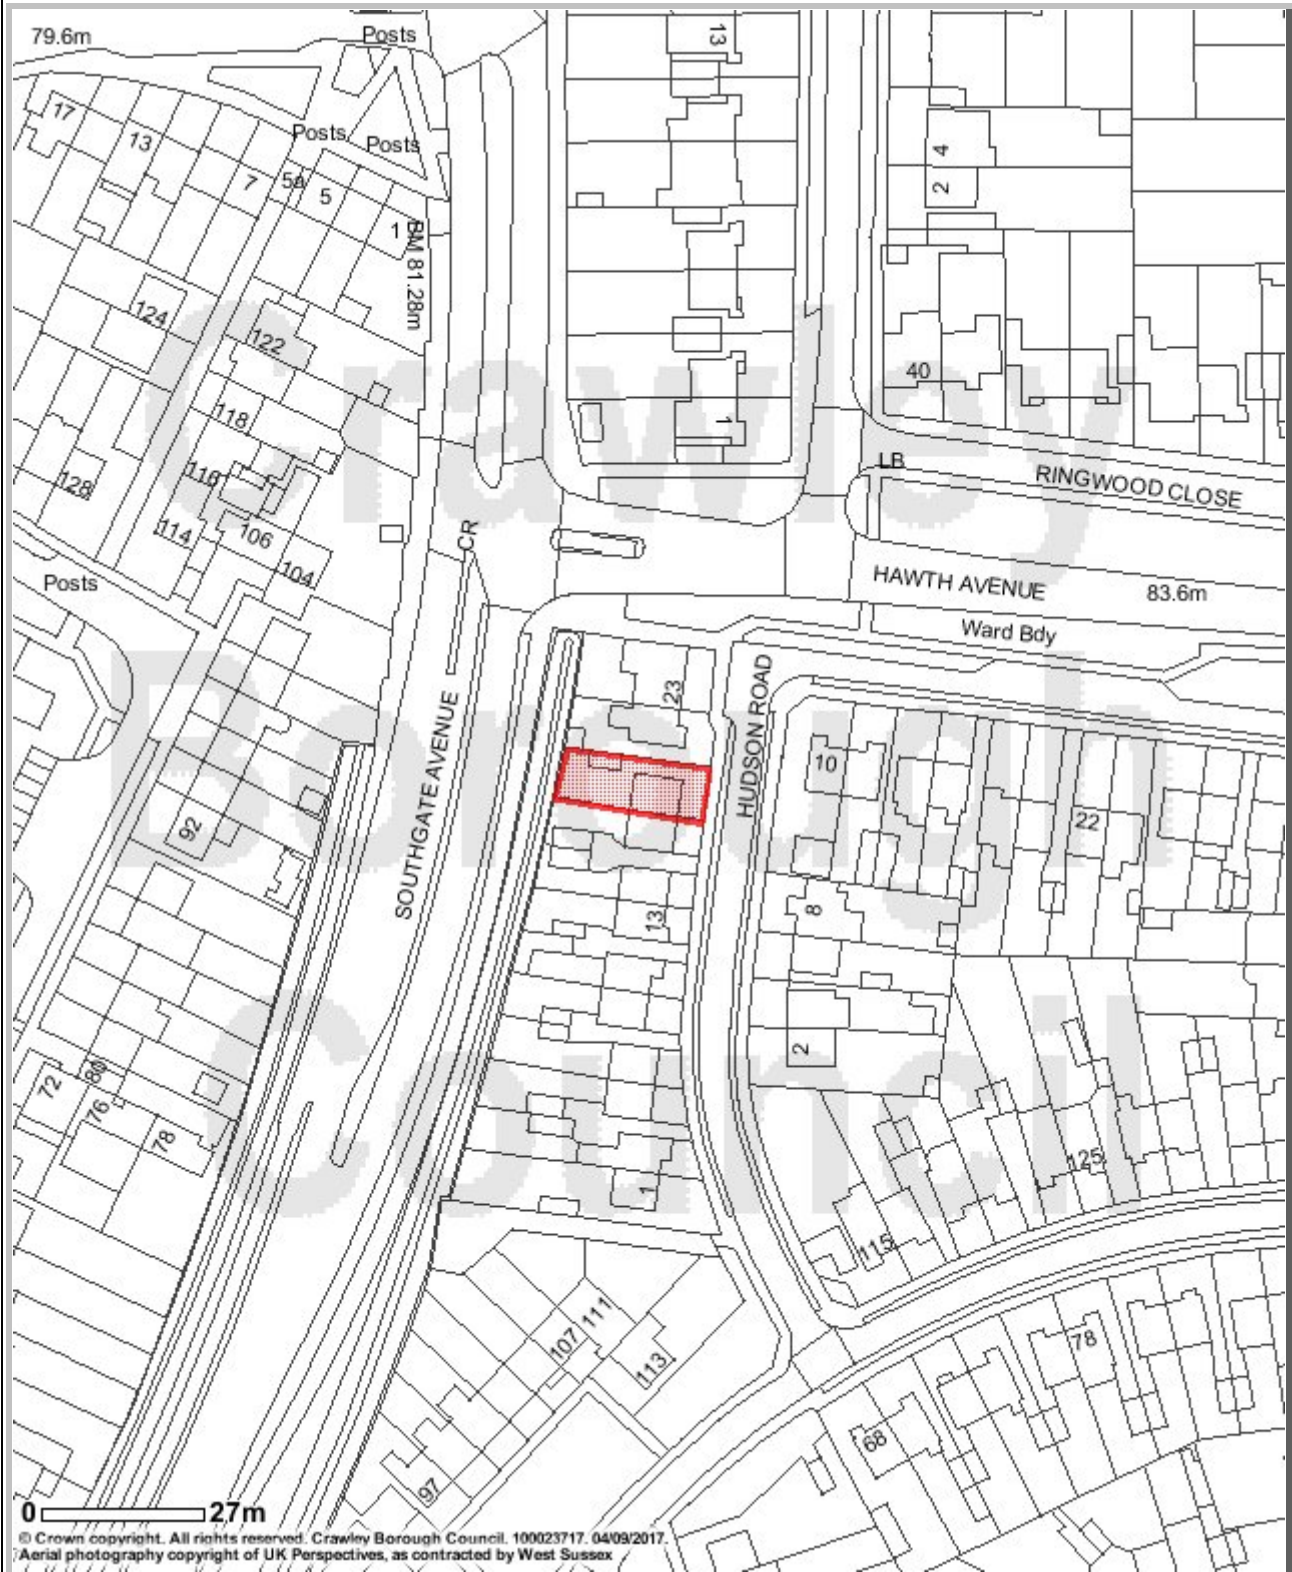 79.6m
Posts
13
17
13
Posts
Posts
4
7
5a
5
2
1
BM 81.28m
124
122
40
118
1
116
LB
RINGWOOD CLOSE
128
114
106
CR
104
Posts
HAWTH AVENUE
83.6m
Ward Bdy
23
HUDSON ROAD
SOUTHGATE AVENUE
10
92
22
8
13
2
72
80
76
78
125
1
115
111
107
113
78
68
97
Crawley
Borough
Council
0 27m
© Crown copyright. All rights reserved. Crawley Borough Council. 100023717. 04/09/2017.
Aerial photography copyright of UK Perspectives, as contracted by West Sussex